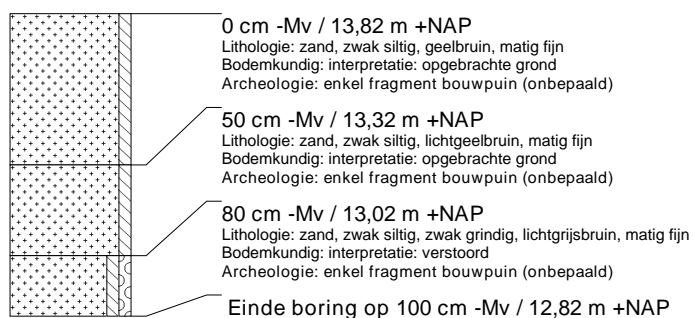 0 cm -Mv / 13,82 m +NAP
Lithologie: zand, zwak siltig, geelbruin, matig fijn
Bodemkundig: interpretatie: opgebrachte grond
Archeologie: enkel fragment bouwpuin (onbepaald)
50 cm -Mv / 13,32 m +NAP
Lithologie: zand, zwak siltig, lichtgeelbruin, matig fijn
Bodemkundig: interpretatie: opgebrachte grond
Archeologie: enkel fragment bouwpuin (onbepaald)
80 cm -Mv / 13,02 m +NAP
Lithologie: zand, zwak siltig, zwak grindig, lichtgrijsbruin, matig fijn
Bodemkundig: interpretatie: verstoord
Archeologie: enkel fragment bouwpuin (onbepaald)
Einde boring op 100 cm -Mv / 12,82 m +NAP